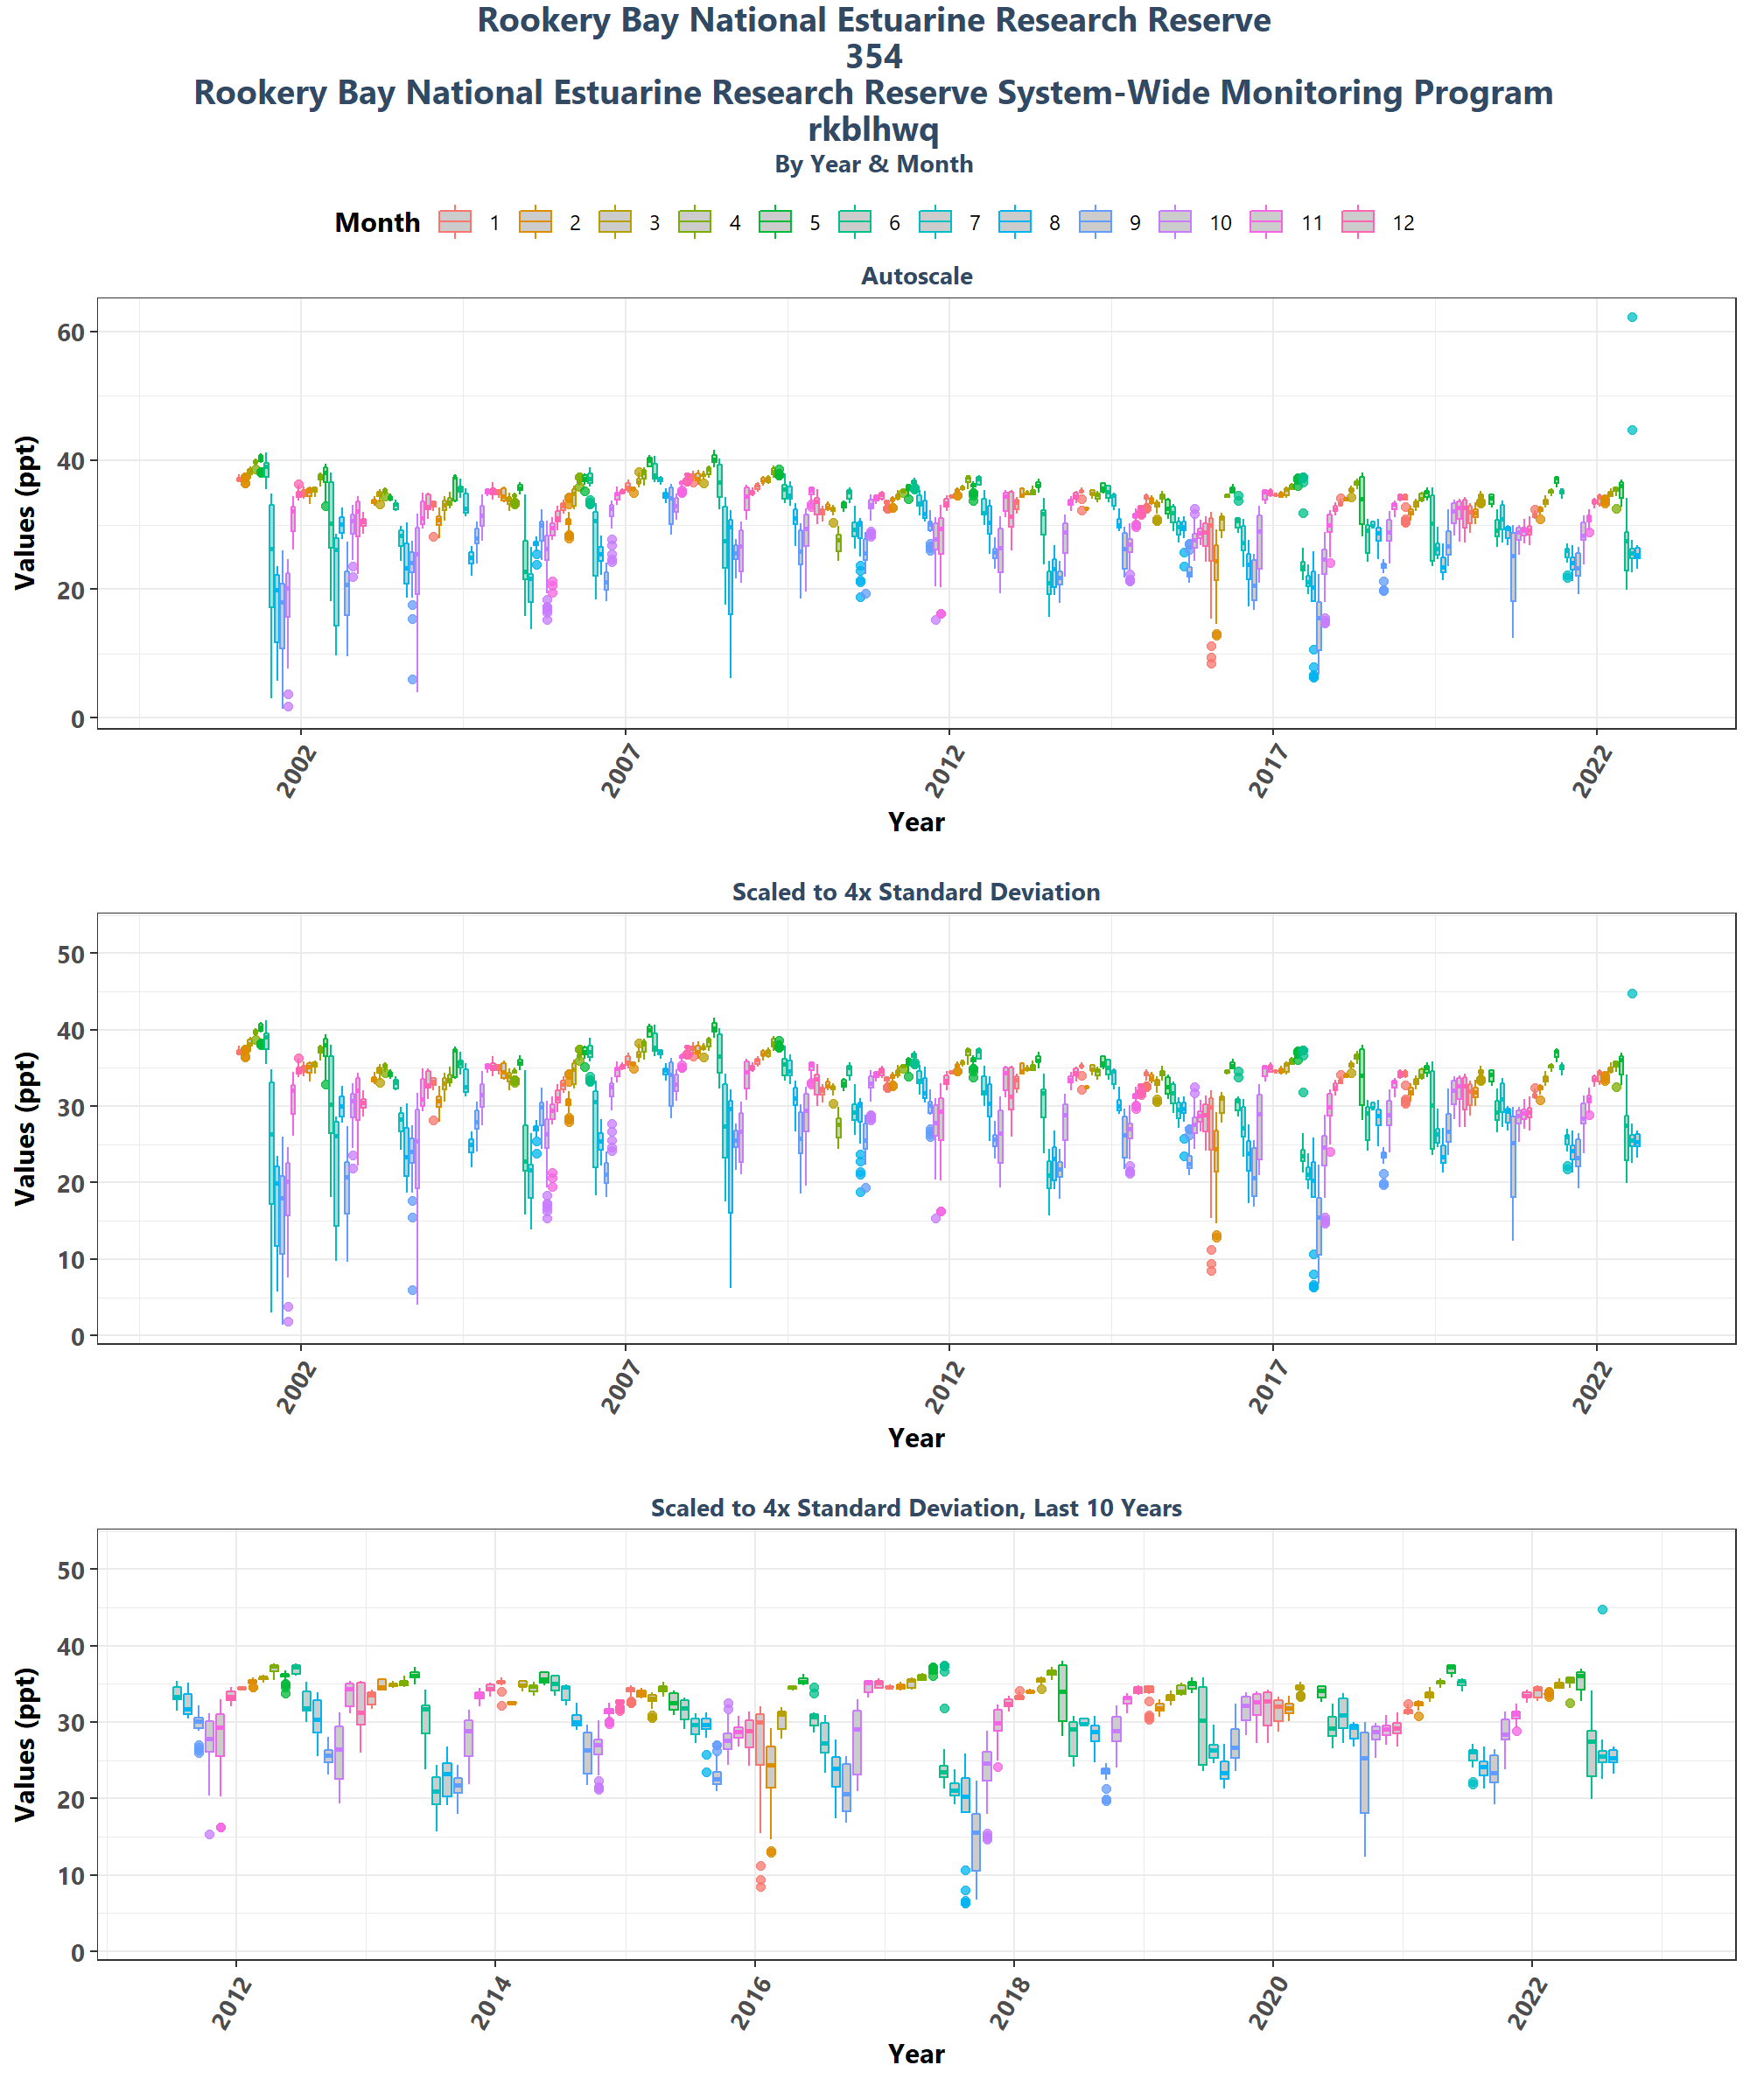 Rookery Bay National Estuarine Research Reserve
354
Rookery Bay National Estuarine Research Reserve System-Wide Monitoring Program
rkblhwq
By Year & Month
Month 1 2 3 4 5 6 7 8 9 10 11 12
Autoscale
Values (ppt)
60
40
20
0
2002 2007 2012 2017 2022
Year
Scaled to 4x Standard Deviation
Values (ppt)
50
40
30
20
10
0
2002 2007 2012 2017 2022
Year
Scaled to 4x Standard Deviation, Last 10 Years
Values (ppt)
50
40
30
20
10
0
2012 2014 2016 2018 2020 2022
Year